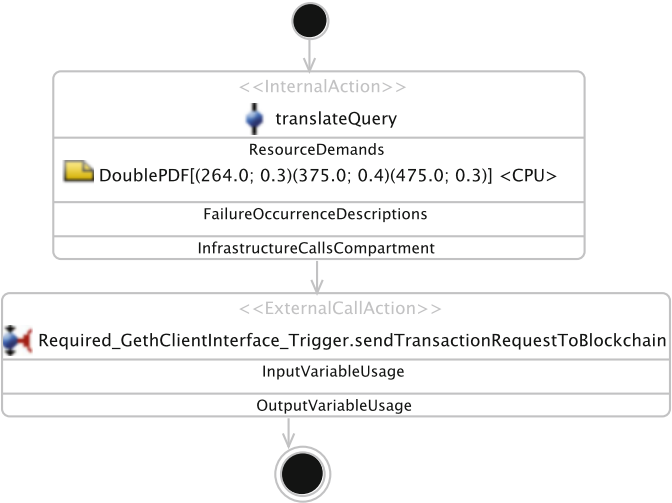 <<InternalAction>>
translateQuery
ResourceDemands
DoublePDF[(264.0; 0.3)(375.0; 0.4)(475.0; 0.3)] <CPU>
FailureOccurrenceDescriptions
InfrastructureCallsCompartment
<<ExternalCallAction>>
Required_GethClientInterface_Trigger.sendTransactionRequestToBlockchain
InputVariableUsage
OutputVariableUsage